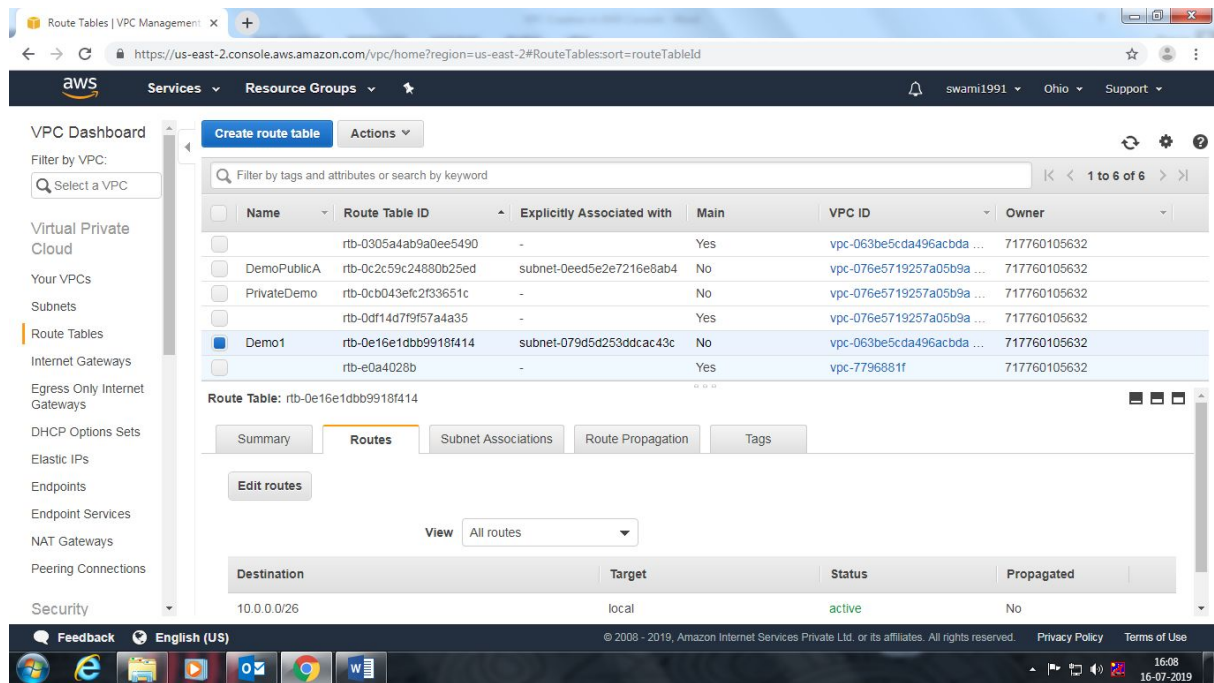 Route Tables | VPC Management
https://us-east-2.console.aws.amazon.com/vpc/home?region=us-east-2#RouteTables:sort=routeTableId
aws Services Resource Groups swami1991 Ohio Support
VPC Dashboard
Filter by VPC:
Select a VPC
Virtual Private
Cloud
Your VPCs
Subnets
Route Tables
Internet Gateways
Egress Only Internet
Gateways
DHCP Options Sets
Elastic IPs
Endpoints
Endpoint Services
NAT Gateways
Peering Connections
Security
Create route table Actions
Filter by tags and attributes or search by keyword 1 to 6 of 6
Name Route Table ID Explicitly Associated with Main VPC ID Owner
rtb-0305a4ab9a0ee5490 - Yes vpc-063be5cda496acbda ... 717760105632
DemoPublicA rtb-0c2c59c24880b25ed subnet-0eed5e2e7216e8ab4 No vpc-076e5719257a05b9a ... 717760105632
PrivateDemo rtb-0cb043efc2f33651c - No vpc-076e5719257a05b9a ... 717760105632
rtb-0df14d7f9f57a4a35 - Yes vpc-076e5719257a05b9a ... 717760105632
Demo1 rtb-0e16e1dbb9918f414 subnet-079d5d253ddcac43c No vpc-063be5cda496acbda ... 717760105632
rtb-e0a4028b - Yes vpc-7796881f 717760105632
Route Table: rtb-0e16e1dbb9918f414
Summary Routes Subnet Associations Route Propagation Tags
Edit routes
View All routes
Destination Target Status Propagated
10.0.0.0/26 local active No
Feedback English (US) © 2008 - 2019, Amazon Internet Services Private Ltd. or its affiliates. All rights reserved. Privacy Policy Terms of Use
16:08
16-07-2019